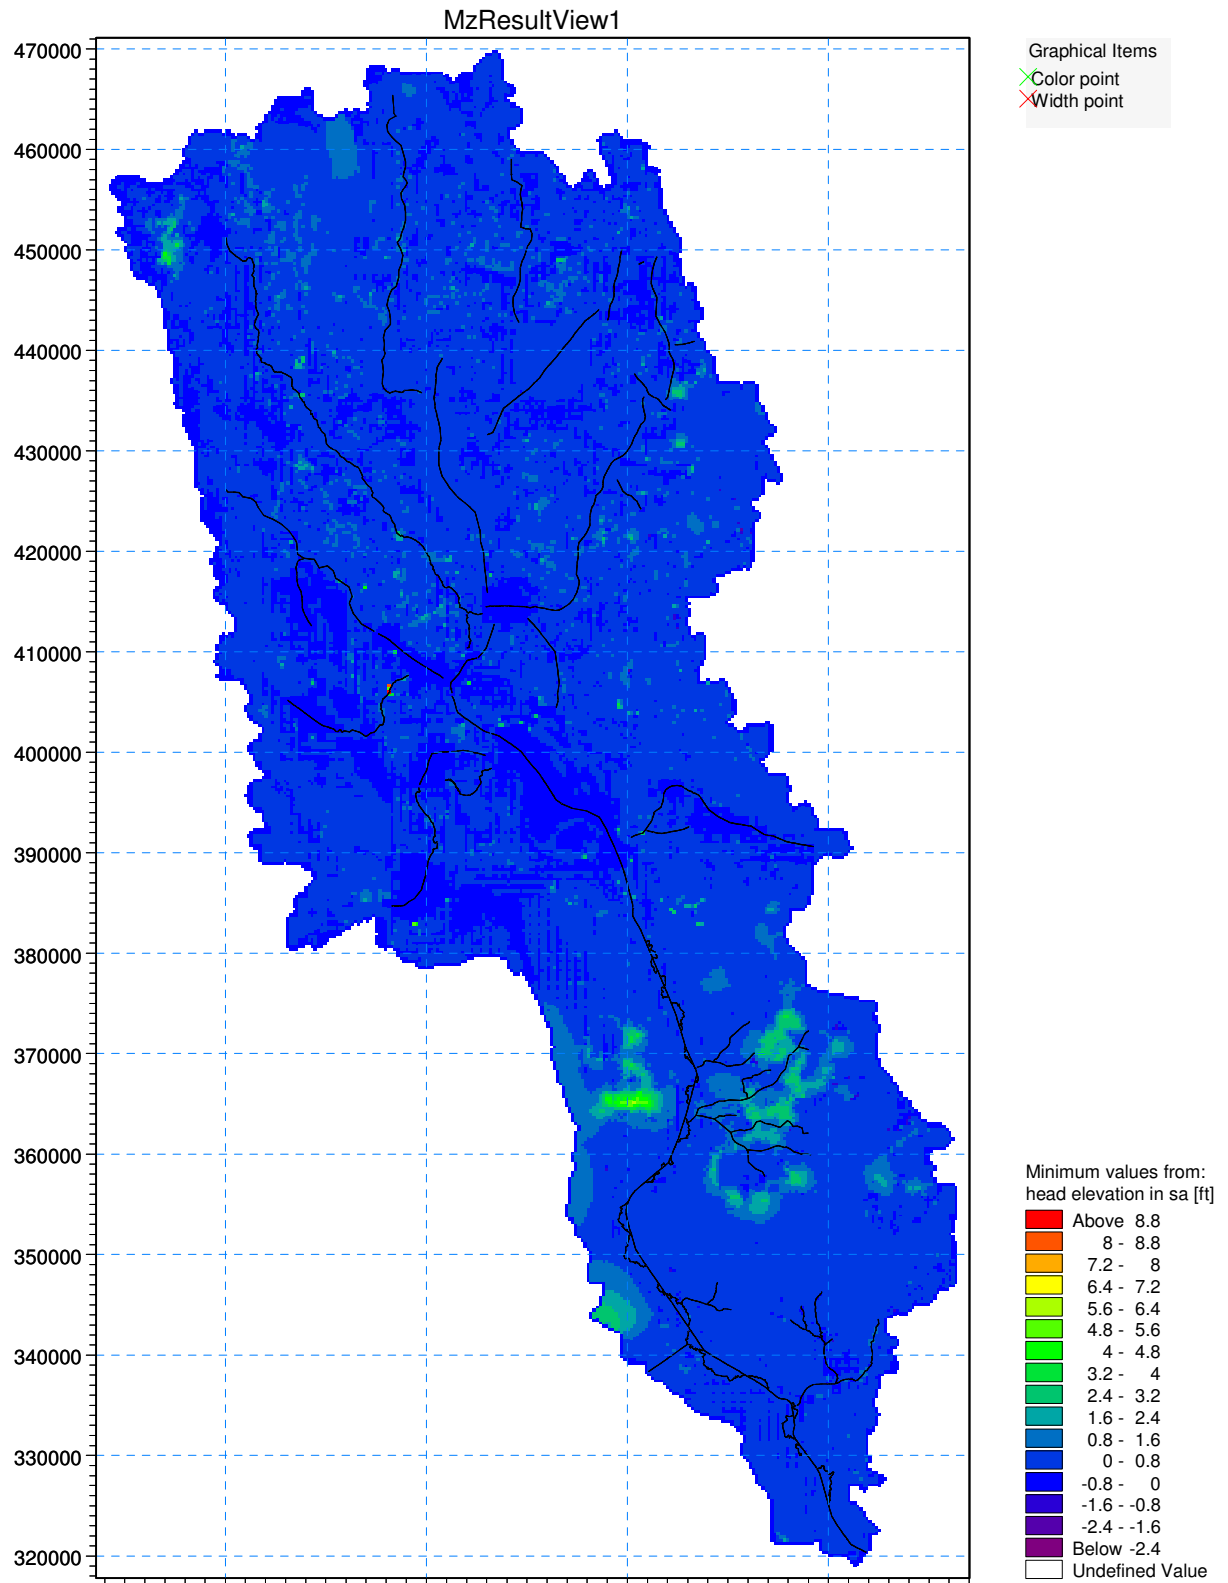 MzResultView1
Graphical Items
Color point
Width point
470000
460000
450000
440000
430000
420000
410000
400000
390000
380000
370000
360000
350000
340000
330000
320000
Minimum values from:
head elevation in sa [ft]
Above 8.8
8 - 8.8
7.2 - 8
6.4 - 7.2
5.6 - 6.4
4.8 - 5.6
4 - 4.8
3.2 - 4
2.4 - 3.2
1.6 - 2.4
0.8 - 1.6
0 - 0.8
-0.8 - 0
-1.6 - -0.8
-2.4 - -1.6
Below -2.4
Undefined Value